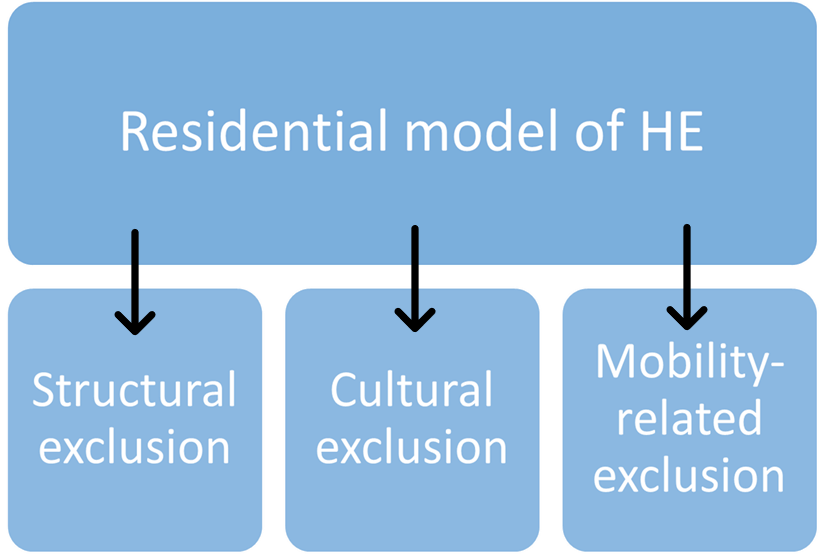 Residential model of HE
Structural
exclusion
Cultural
exclusion
Mobility-
related
exclusion